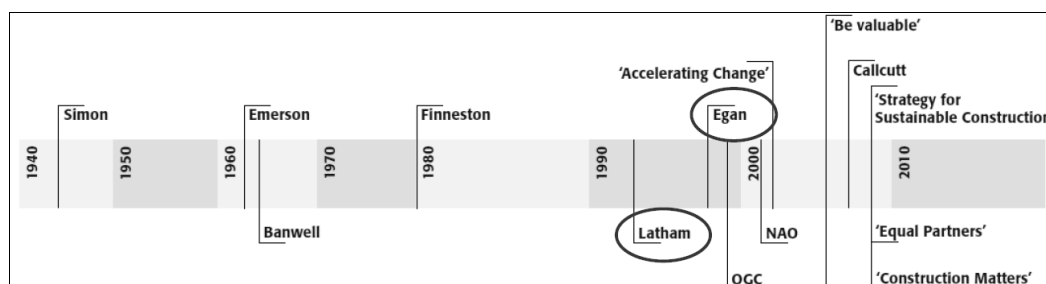 'Be valuable'
'Accelerating Change'
Callcutt
Simon
Emerson
Finneston
Egan
'Strategy for
Sustainable Construction
1940
1950
1960
1970
1980
1990
2000
2010
Banwell
Latham
NAO
'Equal Partners'
OGC
'Construction Matters'